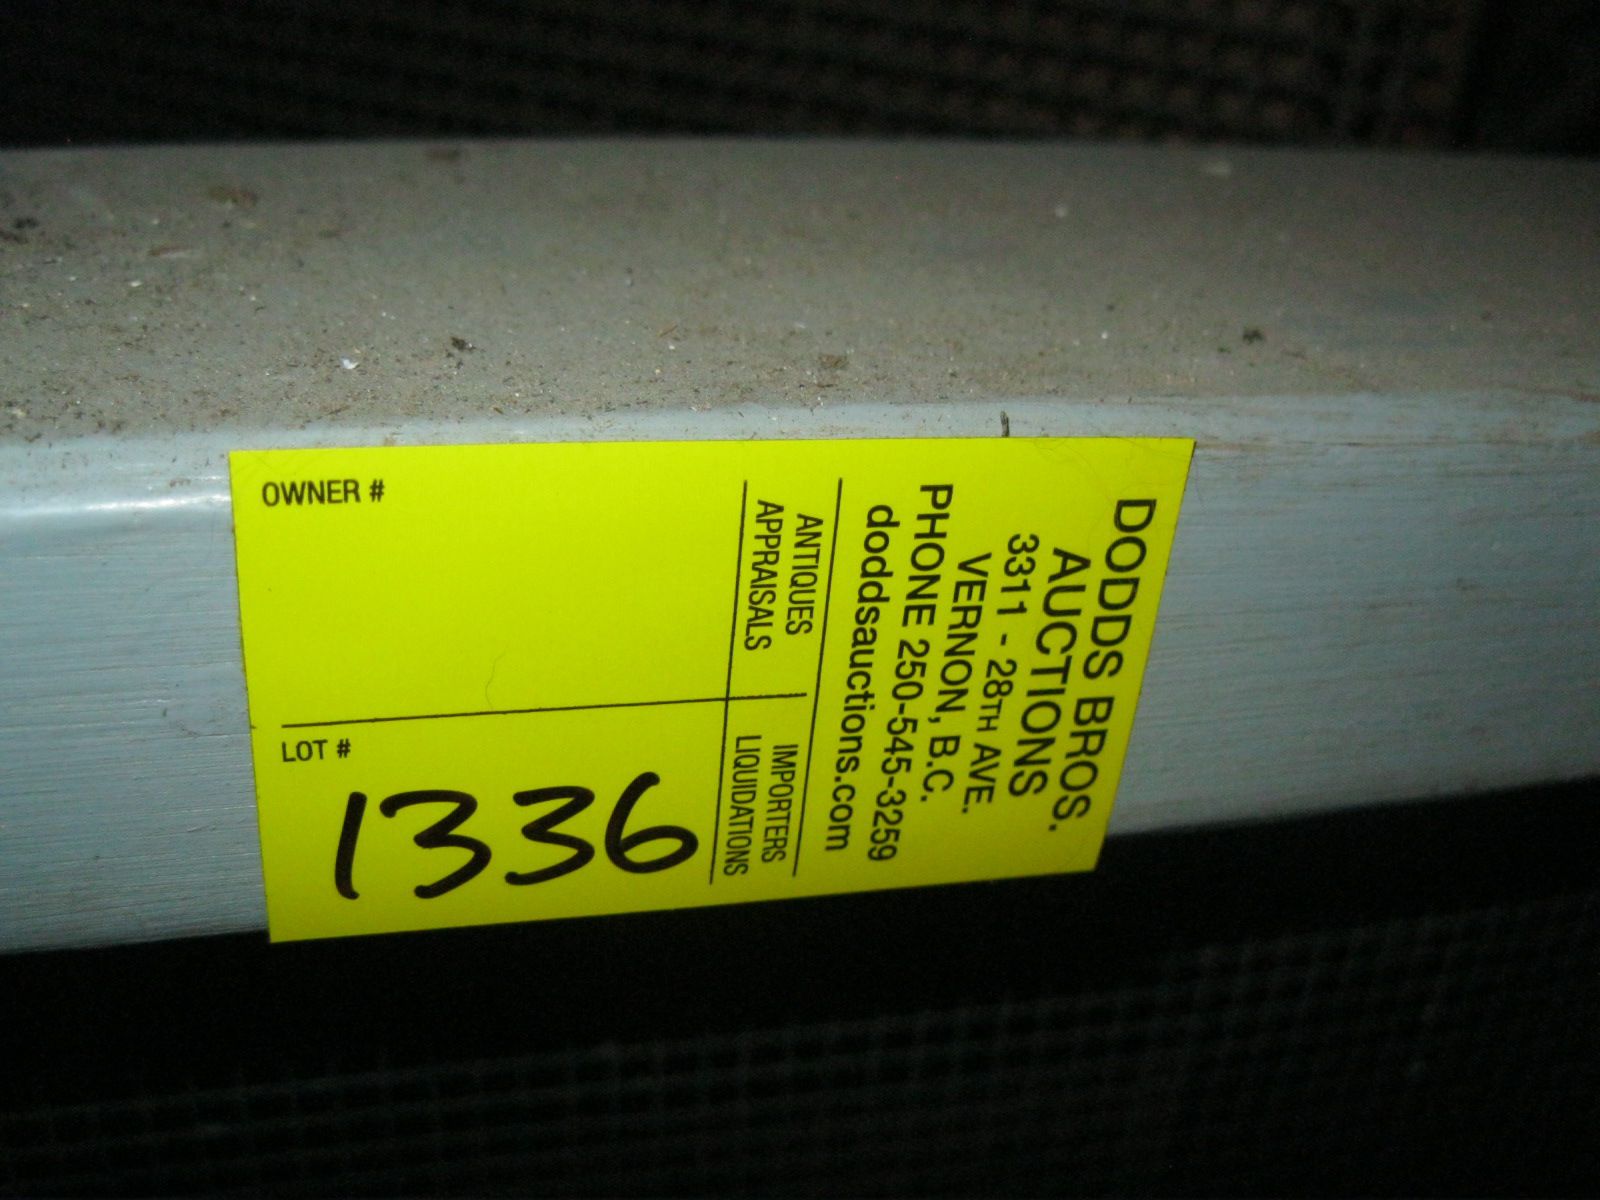 DODDS BROS.
AUCTIONS
3311 - 28TH AVE.
VERNON, B.C.
PHONE 250-545-3259
doddsauctions.com
ANTIQUES
APPRAISALS
IMPORTERS
LIQUIDATIONS
OWNER #
LOT #
1336